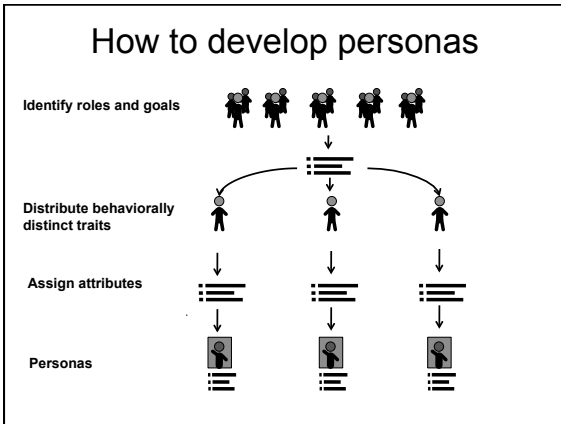 How to develop personas
Identify roles and goals
Distribute behaviorally
distinct traits
Assign attributes
Personas